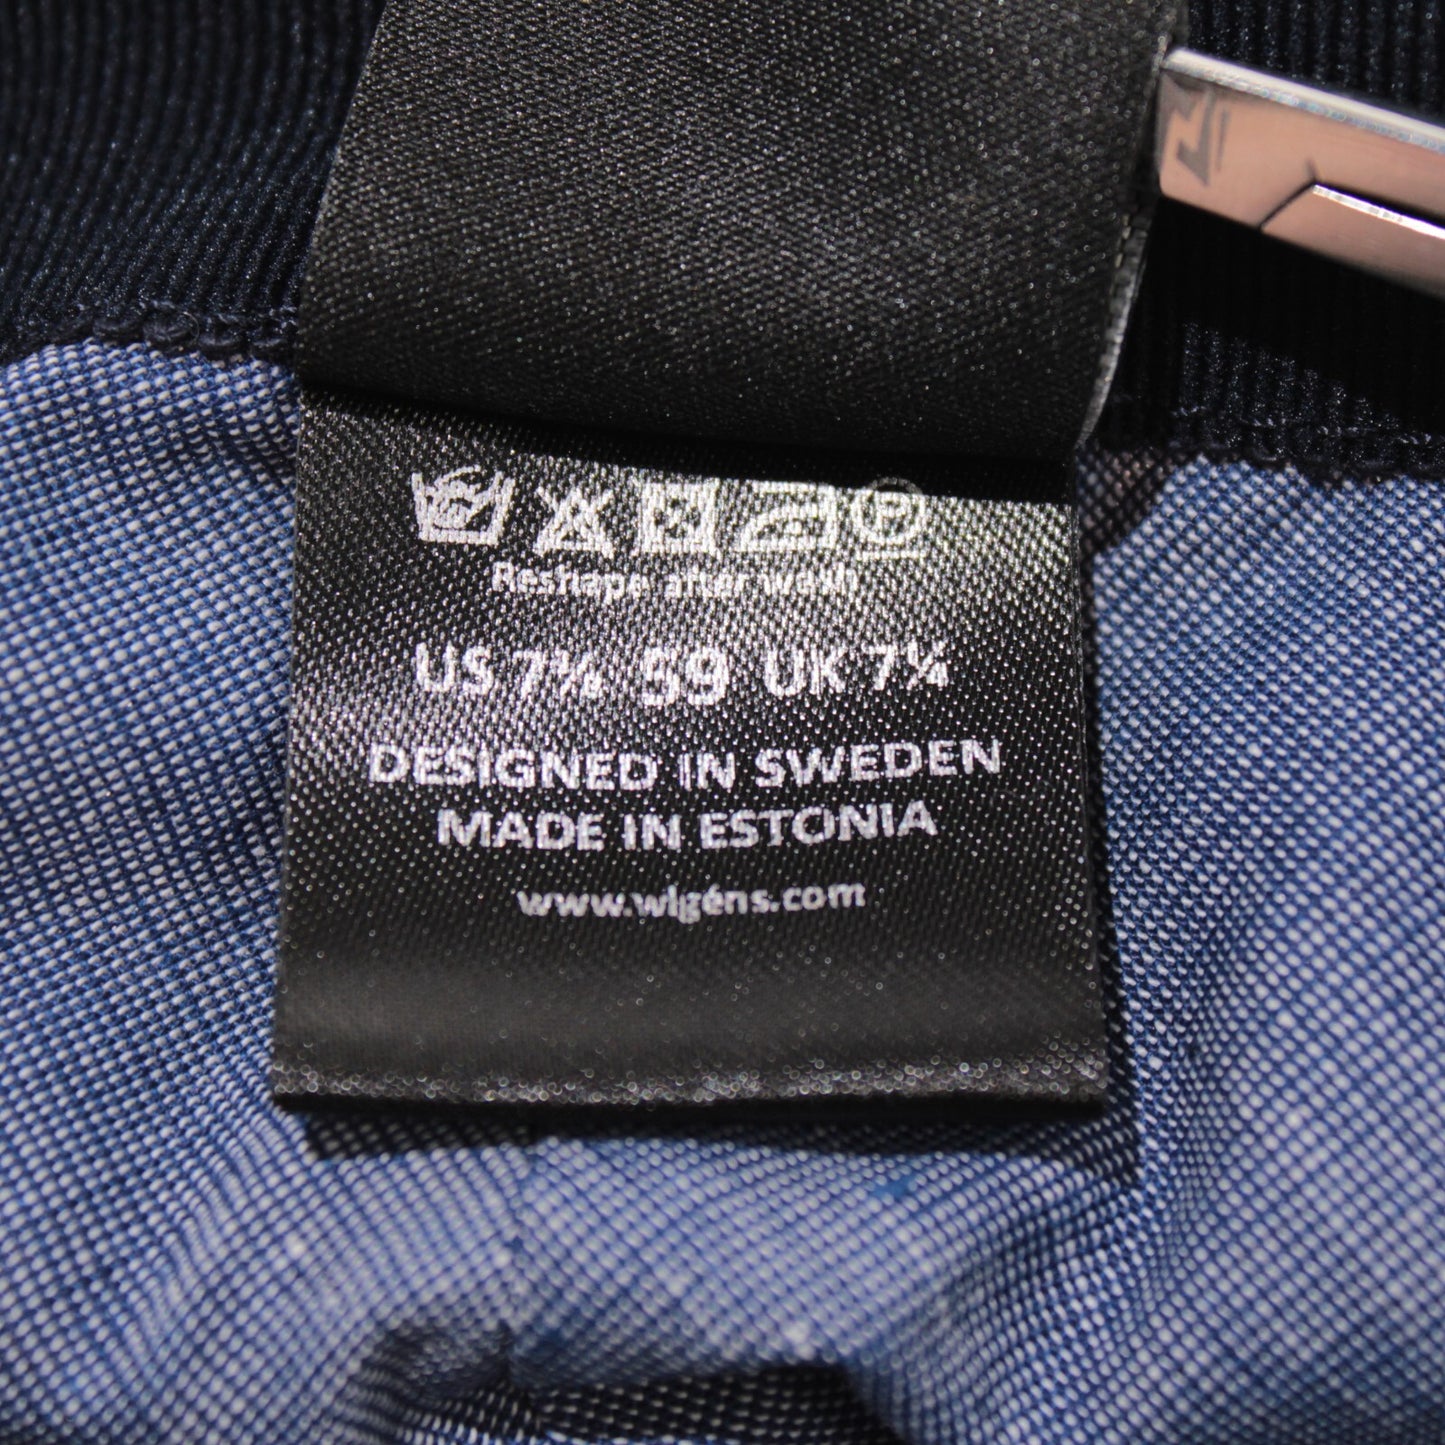 Reshape after wash
US 7⅜ 59 UK 7¼
DESIGNED IN SWEDEN
MADE IN ESTONIA
www.wigéns.com